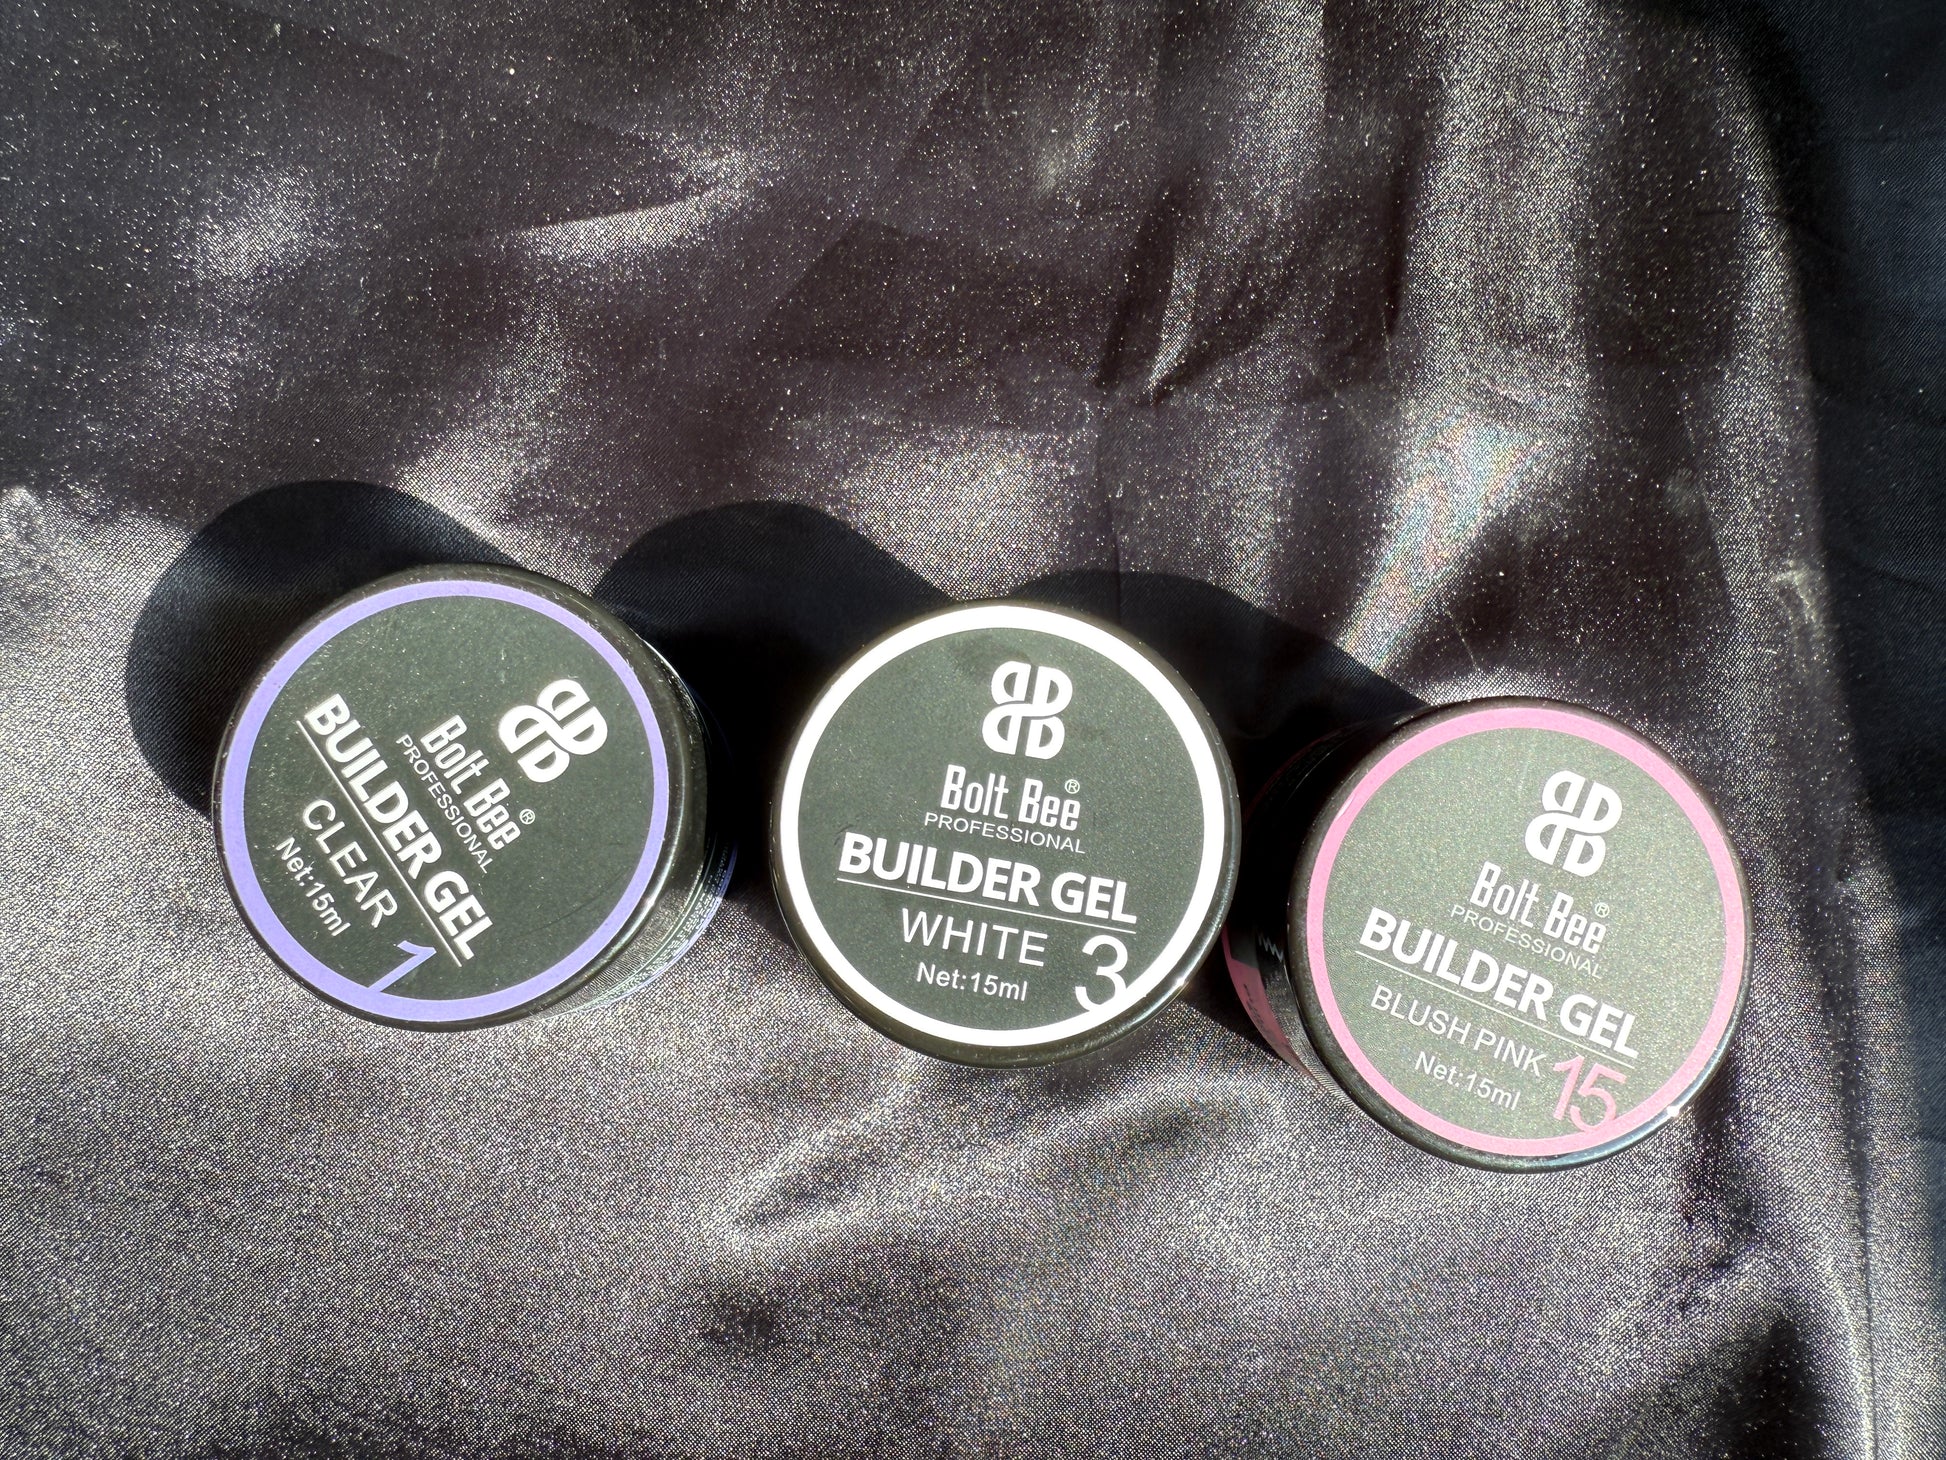 Bolt Bee®
PROFESSIONAL
BUILDER GEL
CLEAR
1
Net:15ml
Bolt Bee®
PROFESSIONAL
BUILDER GEL
WHITE
3
Net:15ml
Bolt Bee®
PROFESSIONAL
BUILDER GEL
BLUSH PINK
15
Net:15ml